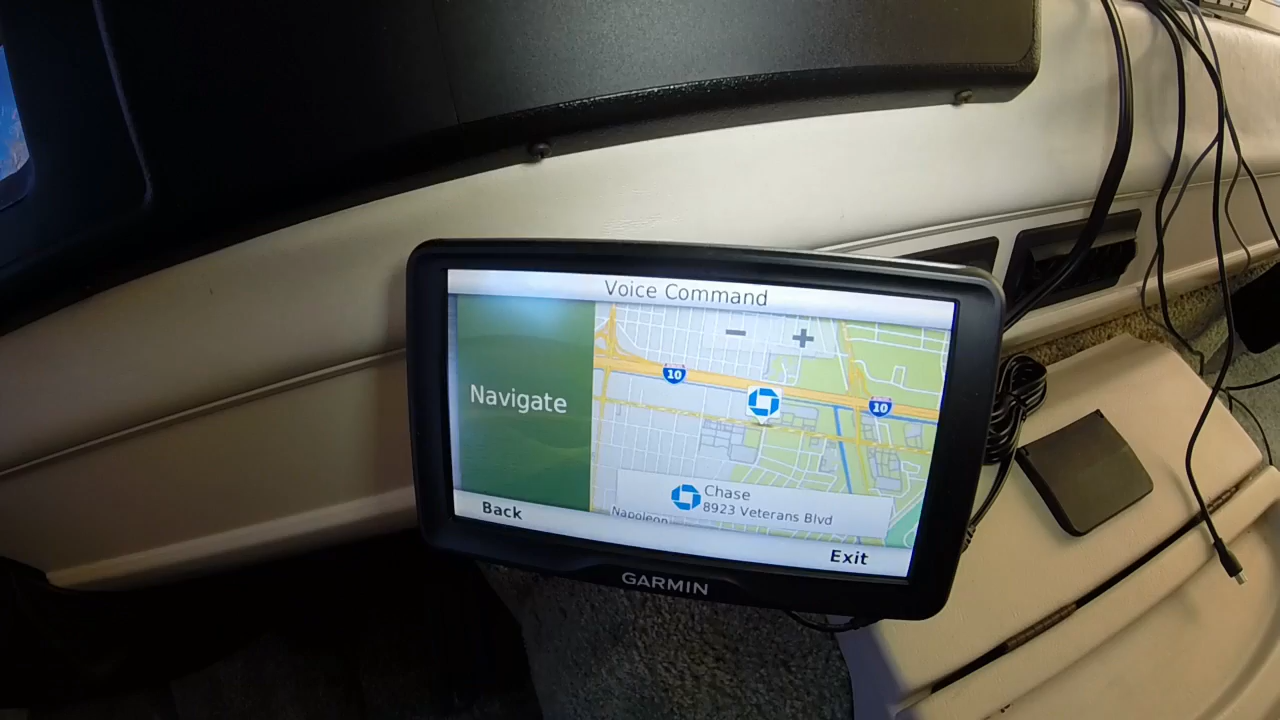 Voice Command
− +
10
Navigate
10
Chase
8923 Veterans Blvd
Napoleon
Back
Exit
GARMIN